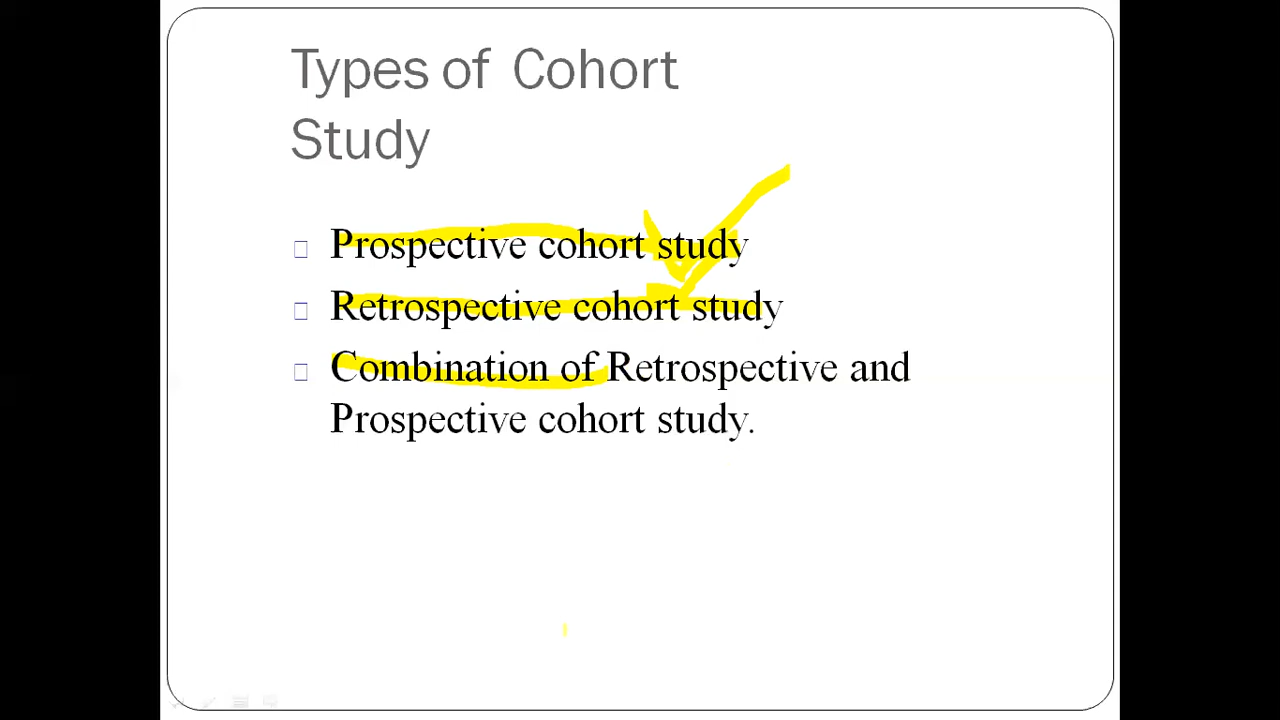 Types of Cohort
Study
Prospective cohort study
Retrospective cohort study
Combination of Retrospective and
Prospective cohort study.